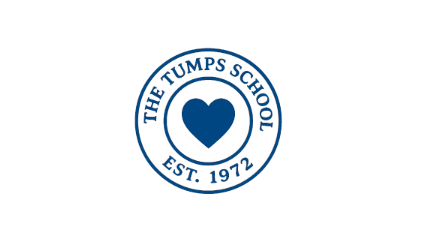 THE TUMPS SCHOOL
EST. 1972